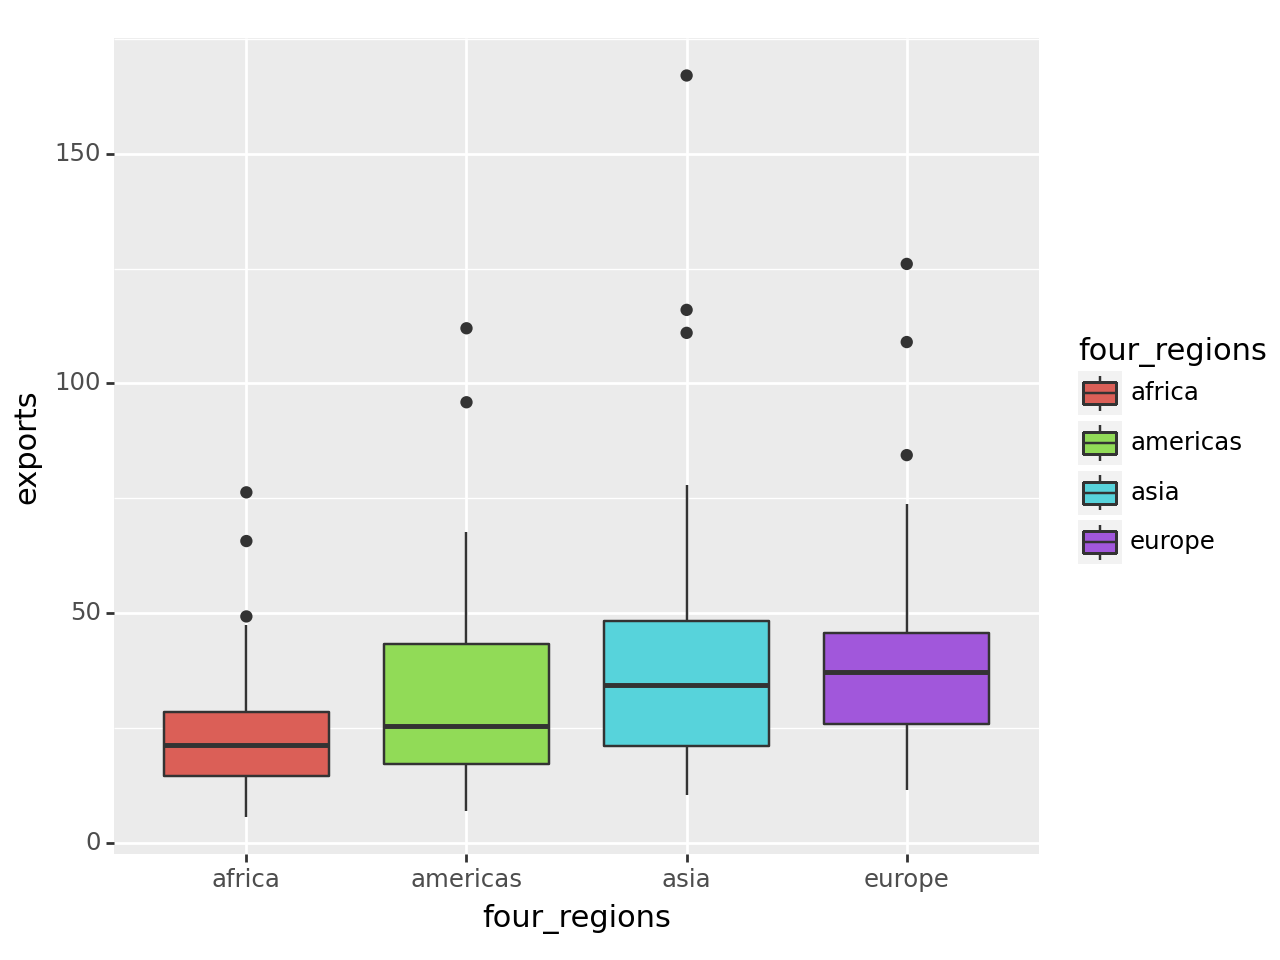 150
100
50
0
exports
africa
americas
asia
europe
four_regions
four_regions
africa
americas
asia
europe